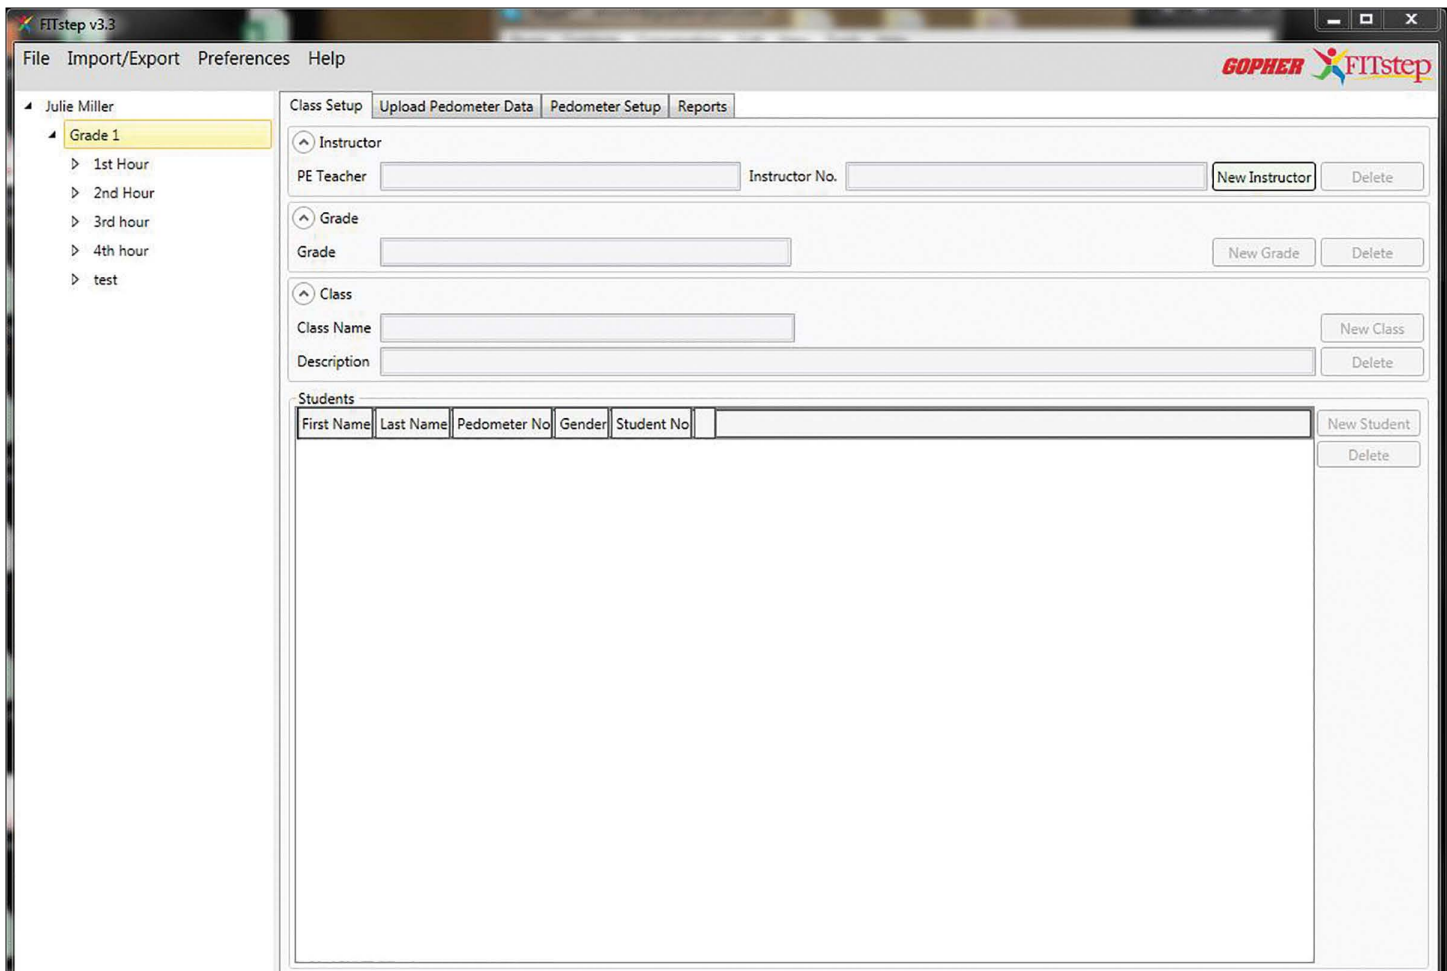 FITstep v3.3
File Import/Export Preferences Help
GOPHER FITstep
Julie Miller
Grade 1
1st Hour
2nd Hour
3rd hour
4th hour
test
Class Setup Upload Pedometer Data Pedometer Setup Reports
Instructor
PE Teacher Instructor No. New Instructor Delete
Grade
Grade New Grade Delete
Class
Class Name New Class
Description Delete
Students
First Name Last Name Pedometer No Gender Student No New Student
Delete